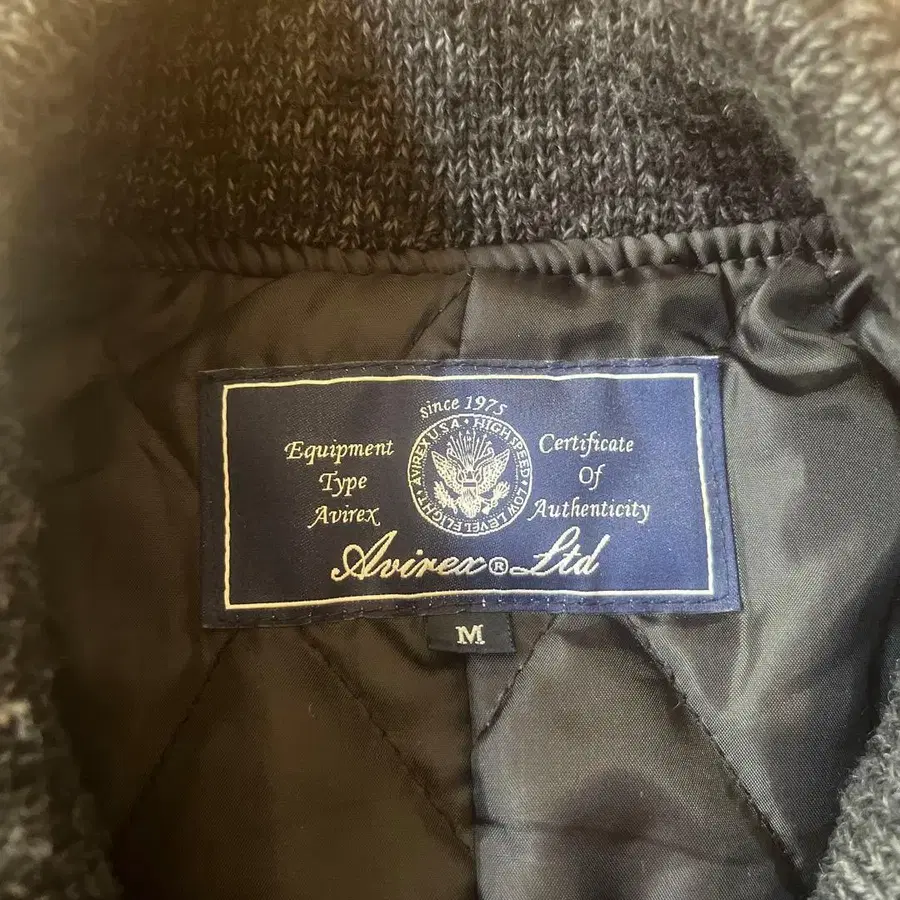 since 1975
AVIREX U.S.A • HIGH SPEED • LOW LEVEL FLIGHT •
Equipment
Type
Avirex
Certificate
Of
Authenticity
Avirex® Ltd
M